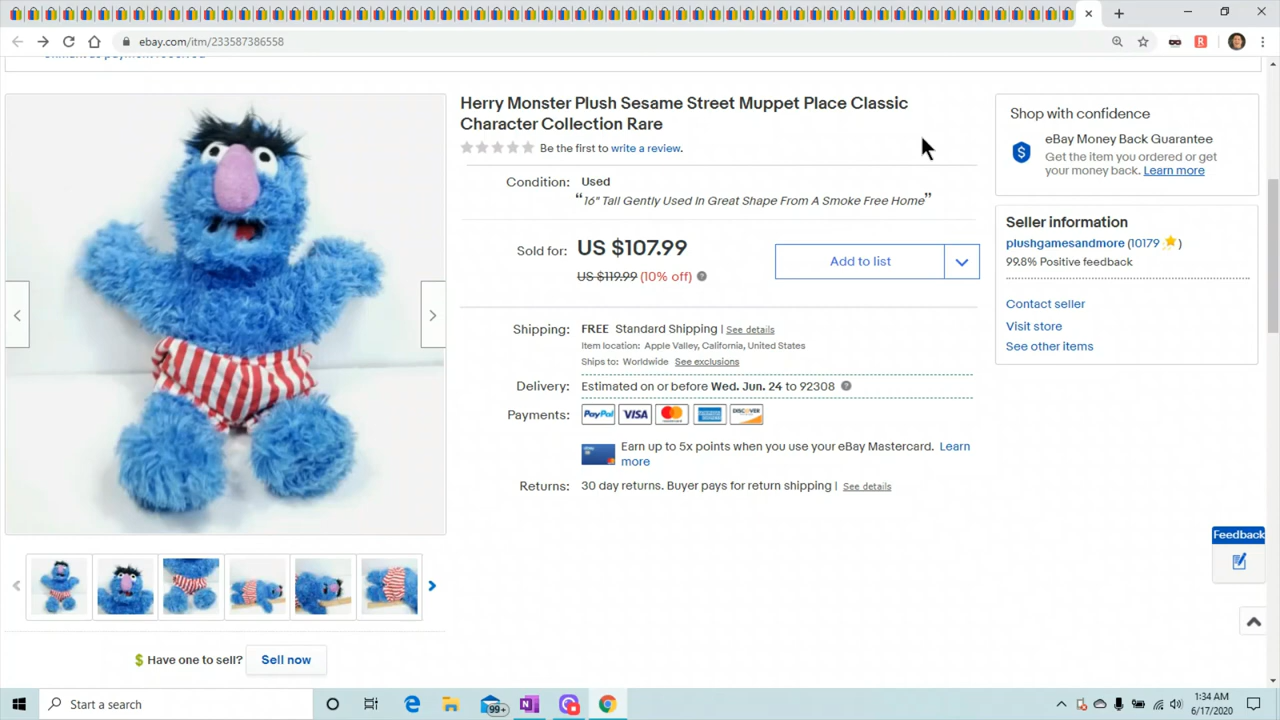 ebay.com/itm/233587386558
Herry Monster Plush Sesame Street Muppet Place Classic
Character Collection Rare
Be the first to write a review.
Condition: Used
“16" Tall Gently Used In Great Shape From A Smoke Free Home”
Sold for: US $107.99
US $119.99 (10% off)
Add to list
Shipping: FREE Standard Shipping | See details
Item location: Apple Valley, California, United States
Ships to: Worldwide See exclusions
Delivery: Estimated on or before Wed. Jun. 24 to 92308
Payments: PayPal VISA DISCOVER
Earn up to 5x points when you use your eBay Mastercard. Learn
more
Returns: 30 day returns. Buyer pays for return shipping | See details
Shop with confidence
eBay Money Back Guarantee
Get the item you ordered or get
your money back. Learn more
Seller information
plushgamesandmore (10179 )
99.8% Positive feedback
Contact seller
Visit store
See other items
Feedback
Have one to sell? Sell now
Start a search
99+
1:34 AM
6/17/2020